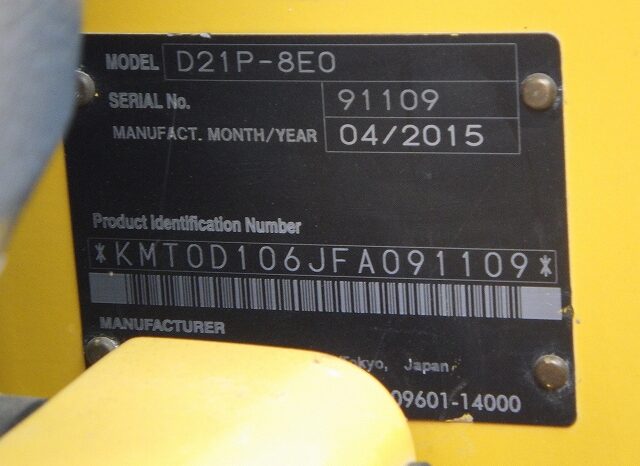 MODEL D21P-8E0
SERIAL No. 91109
MANUFACT. MONTH/YEAR 04/2015
Product Identification Number
*KMT0D106JFA091109*
MANUFACTURER
Tokyo, Japan
09601-14000